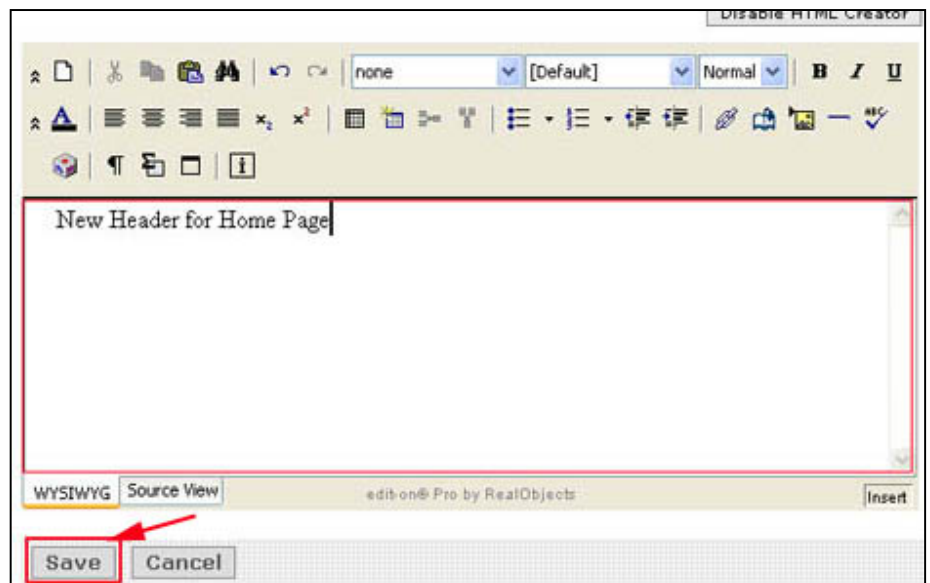 Disable HTML Creator
none [Default] Normal B I U
New Header for Home Page
WYSIWYG Source View edit-on® Pro by RealObjects Insert
Save Cancel